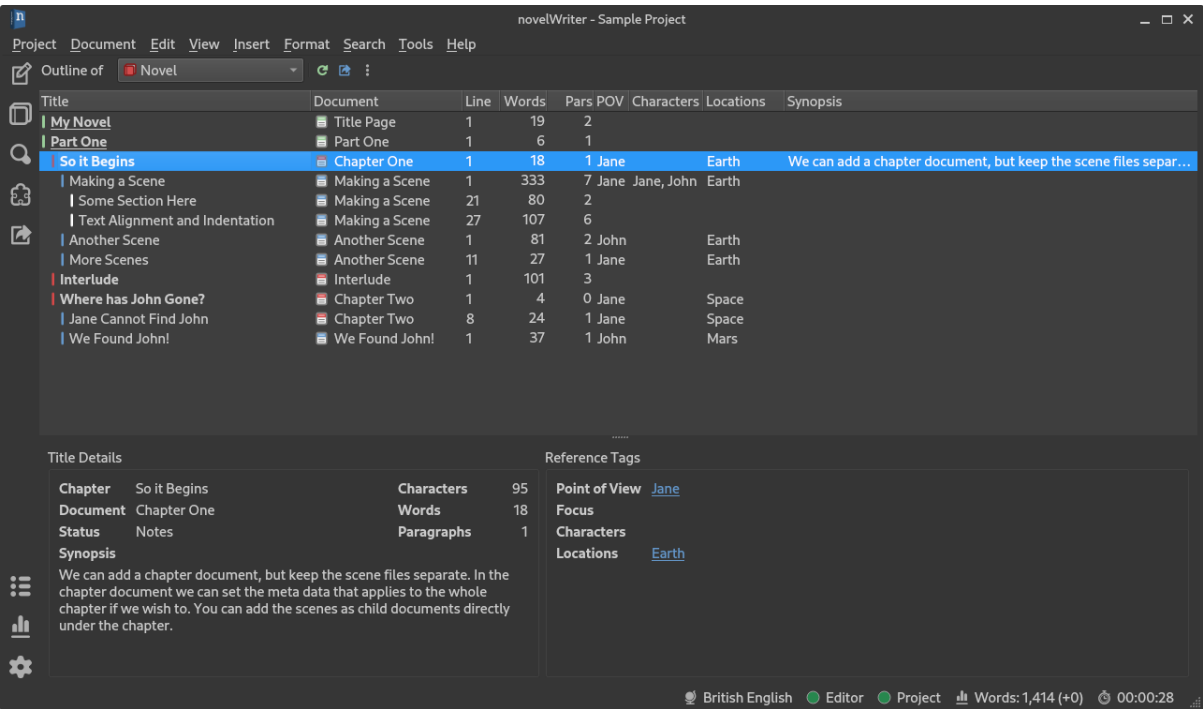 novelWriter - Sample Project
Project Document Edit View Insert Format Search Tools Help
Outline of Novel
Title Document Line Words Pars POV Characters Locations Synopsis
My Novel Title Page 1 19 2
Part One Part One 1 6 1
So it Begins Chapter One 1 18 1 Jane Earth We can add a chapter document, but keep the scene files separ...
Making a Scene Making a Scene 1 333 7 Jane Jane, John Earth
Some Section Here Making a Scene 21 80 2
Text Alignment and Indentation Making a Scene 27 107 6
Another Scene Another Scene 1 81 2 John Earth
More Scenes Another Scene 11 27 1 Jane Earth
Interlude Interlude 1 101 3
Where has John Gone? Chapter Two 1 4 0 Jane Space
Jane Cannot Find John Chapter Two 8 24 1 Jane Space
We Found John! We Found John! 1 37 1 John Mars
Title Details
Chapter So it Begins Characters 95
Document Chapter One Words 18
Status Notes Paragraphs 1
Synopsis
We can add a chapter document, but keep the scene files separate. In the
chapter document we can set the meta data that applies to the whole
chapter if we wish to. You can add the scenes as child documents directly
under the chapter.
Reference Tags
Point of View Jane
Focus
Characters
Locations Earth
British English Editor Project Words: 1,414 (+0) 00:00:28